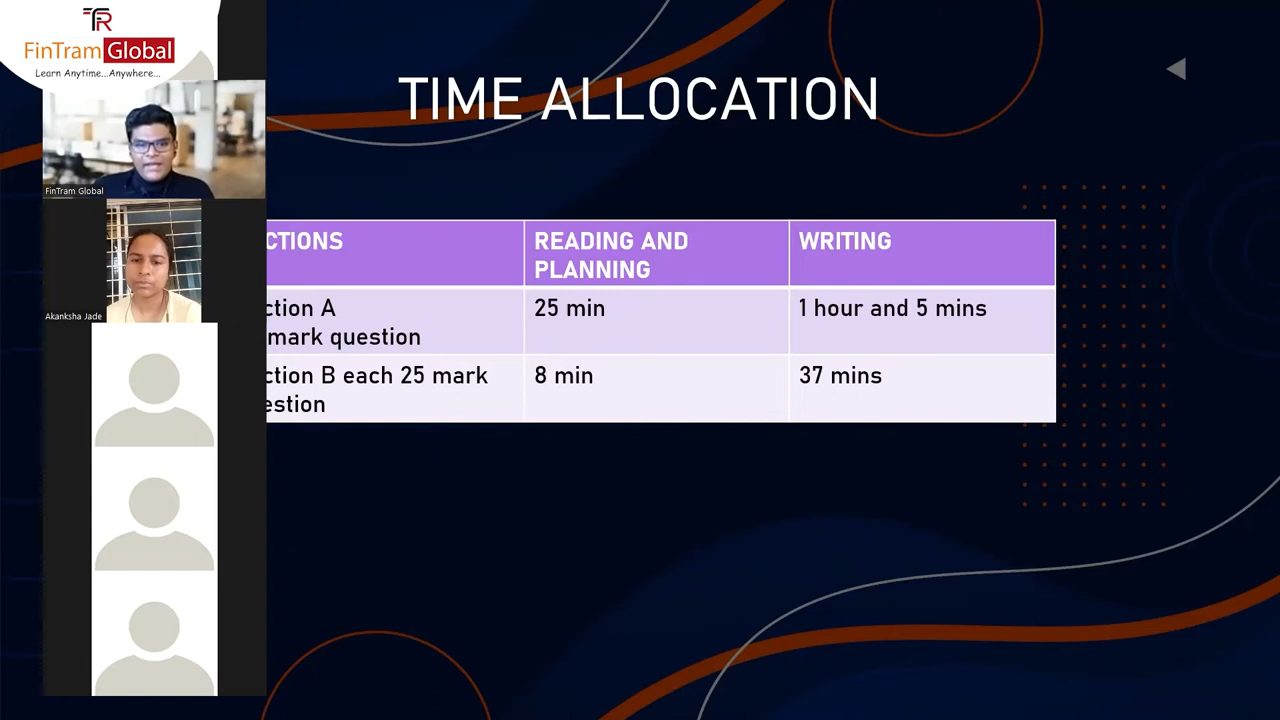 TR
FinTram Global
Learn Anytime...Anywhere...
FinTram Global
Akanksha Jade
TIME ALLOCATION
CTIONS
READING AND
PLANNING
WRITING
ction A
mark question
25 min
1 hour and 5 mins
ction B each 25 mark
estion
8 min
37 mins